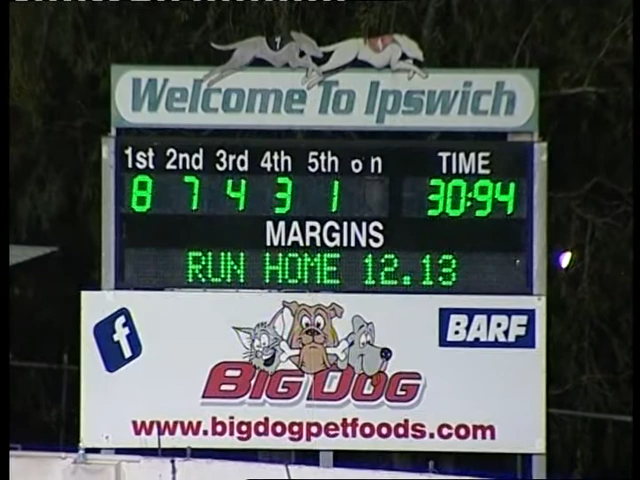 Welcome To Ipswich
1st 2nd 3rd 4th 5th o n TIME
8 7 4 3 1 30:94
MARGINS
RUN HOME 12.13
f
BARF
BIG DOG
www.bigdogpetfoods.com